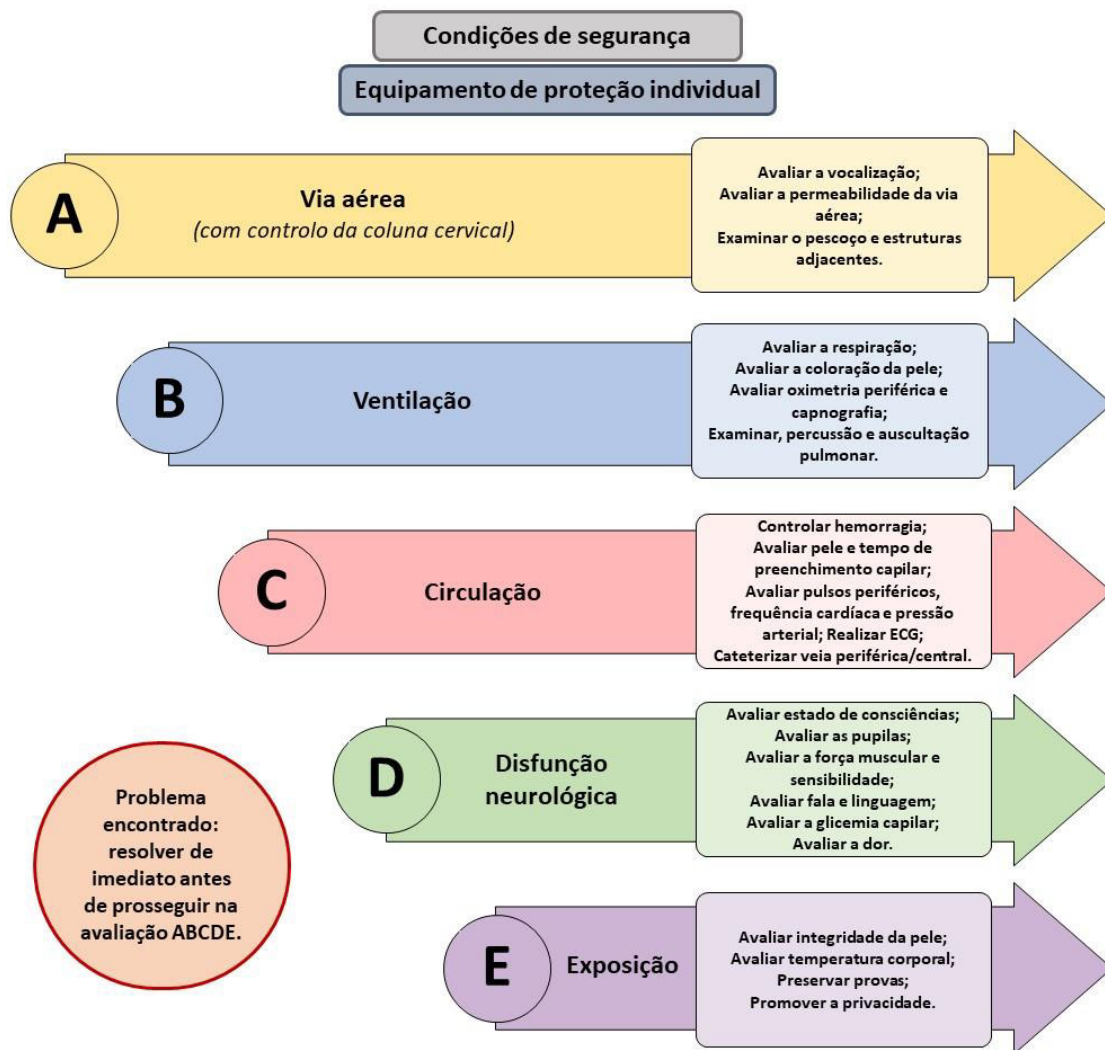 Condições de segurança
Equipamento de proteção individual
A
Via aérea
(com controlo da coluna cervical)
Avaliar a vocalização;
Avaliar a permeabilidade da via
aérea;
Examinar o pescoço e estruturas
adjacentes.
B
Ventilação
Avaliar a respiração;
Avaliar a coloração da pele;
Avaliar oximetria periférica e
capnografia;
Examinar, percussão e auscultação
pulmonar.
C
Circulação
Controlar hemorragia;
Avaliar pele e tempo de
preenchimento capilar;
Avaliar pulsos periféricos,
frequência cardíaca e pressão
arterial; Realizar ECG;
Cateterizar veia periférica/central.
D
Disfunção
neurológica
Avaliar estado de consciências;
Avaliar as pupilas;
Avaliar a força muscular e
sensibilidade;
Avaliar fala e linguagem;
Avaliar a glicemia capilar;
Avaliar a dor.
Problema
encontrado:
resolver de
imediato antes
de prosseguir na
avaliação ABCDE.
E
Exposição
Avaliar integridade da pele;
Avaliar temperatura corporal;
Preservar provas;
Promover a privacidade.